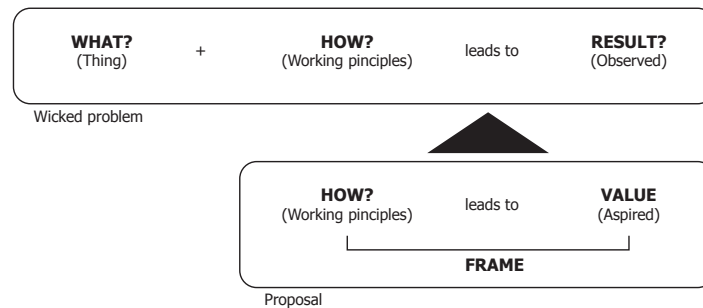 WHAT? + HOW? leads to RESULT?
(Thing) (Working pinciples) (Observed)
Wicked problem
HOW? leads to VALUE
(Working pinciples) (Aspired)
FRAME
Proposal